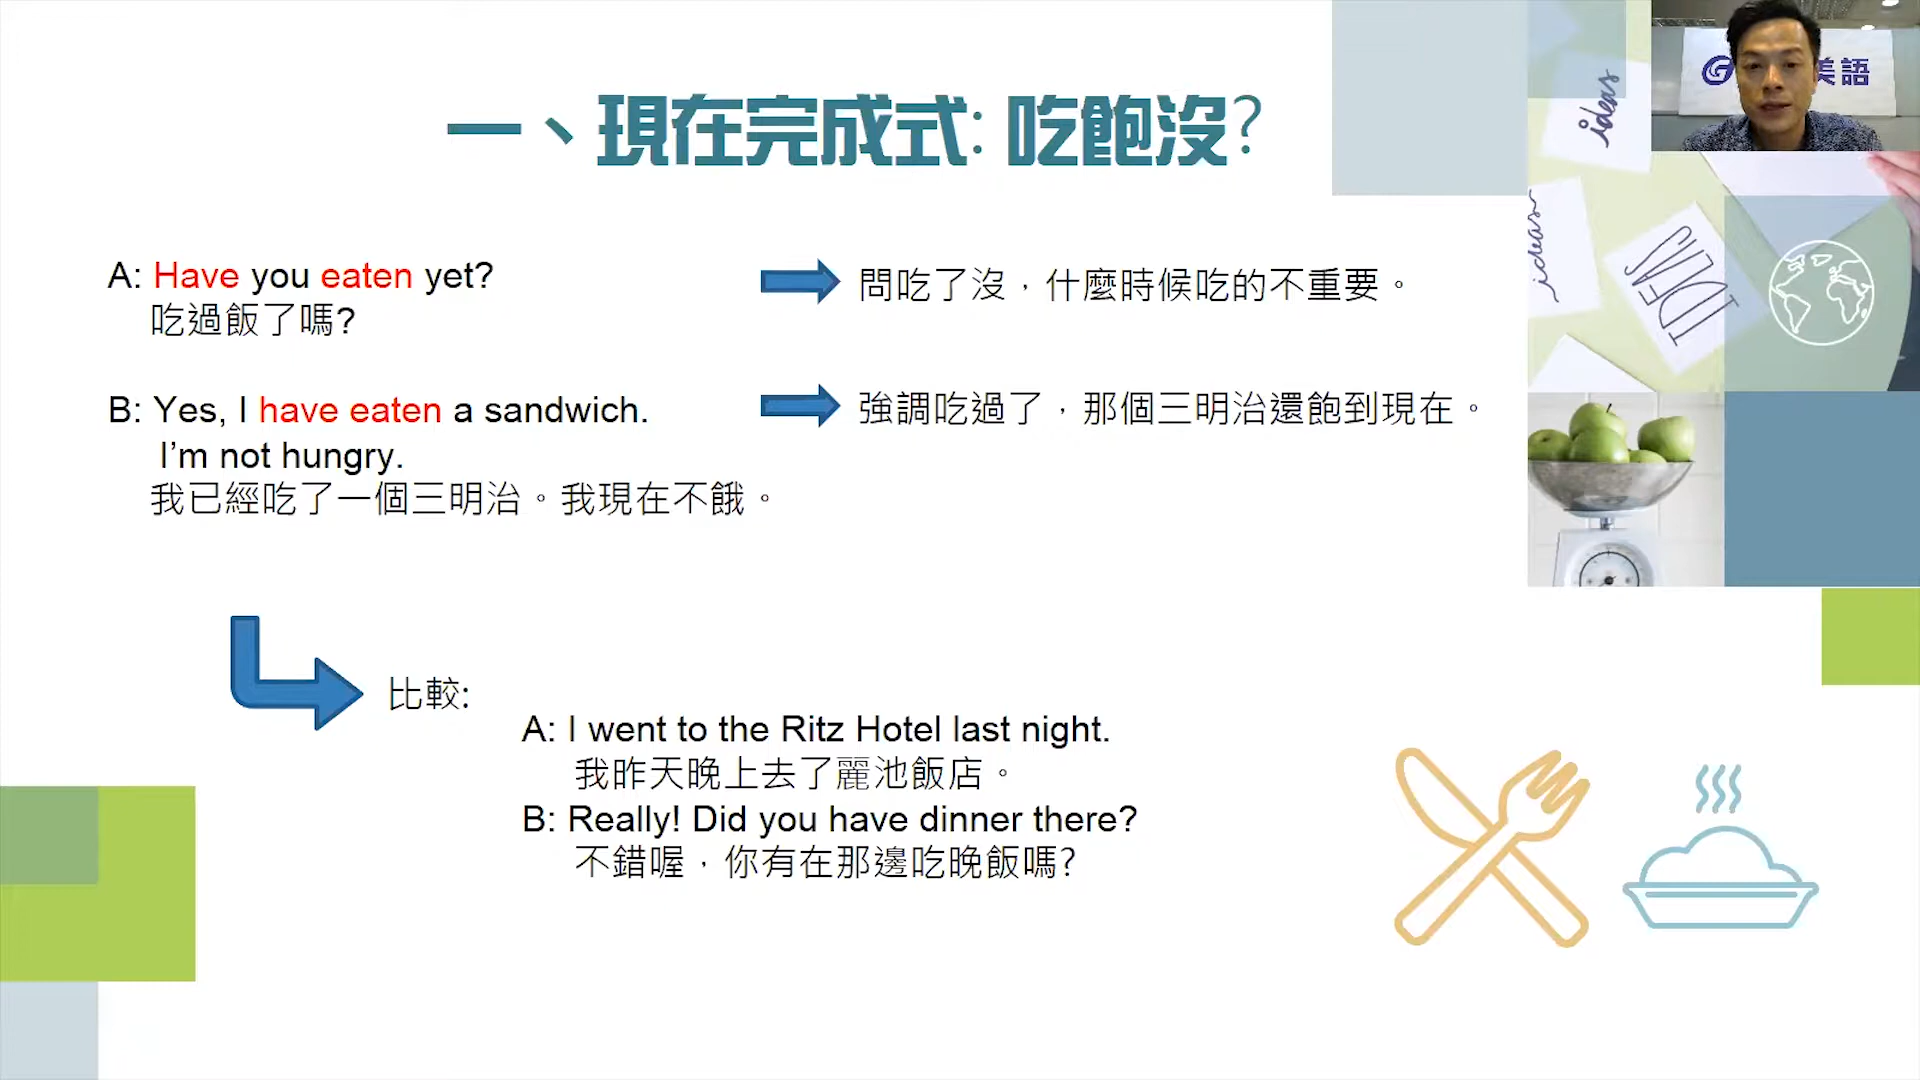 一、現在完成式: 吃飽沒?
A: Have you eaten yet?
吃過飯了嗎?
問吃了沒，什麼時候吃的不重要。
B: Yes, I have eaten a sandwich.
I'm not hungry.
我已經吃了一個三明治。我現在不餓。
強調吃過了，那個三明治還飽到現在。
比較:
A: I went to the Ritz Hotel last night.
我昨天晚上去了麗池飯店。
B: Really! Did you have dinner there?
不錯喔，你有在那邊吃晚飯嗎?
美語
ideas
ideas
IDEAS